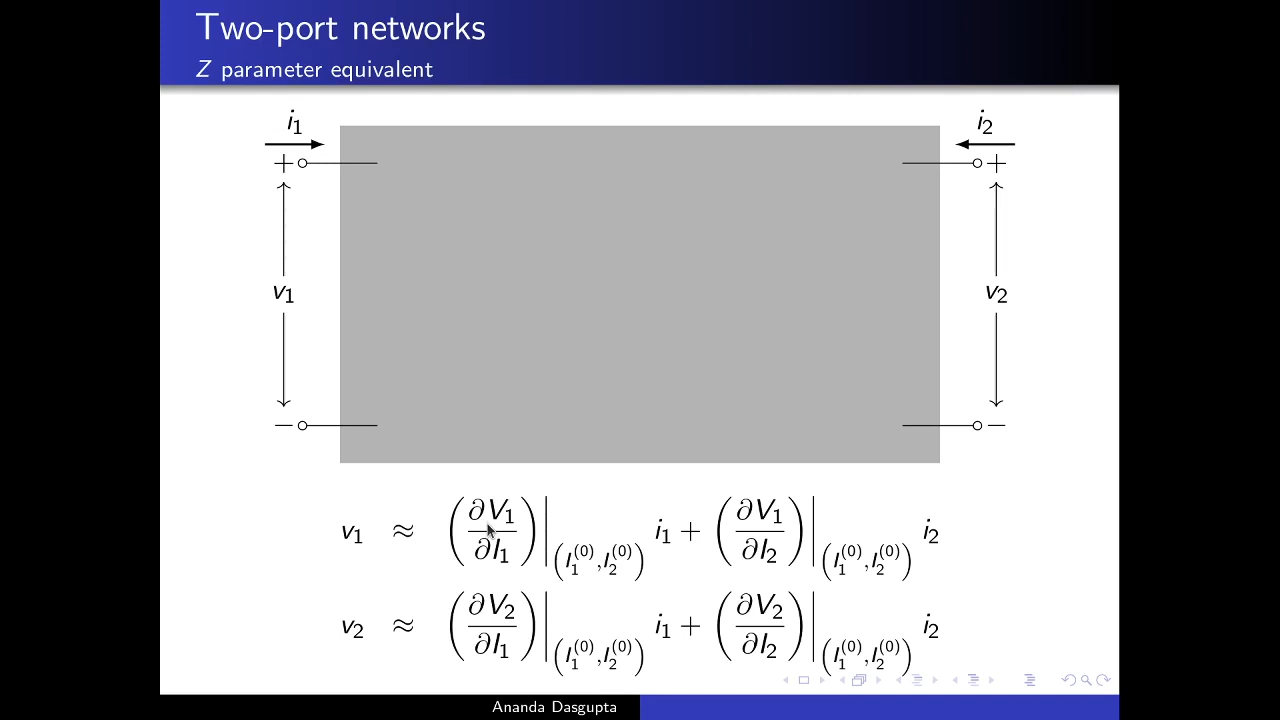 Two-port networks
Z parameter equivalent
i₁ i₂
+ +
v₁ v₂
− −
v₁ ≈ (∂V₁/∂I₁)|(I₁⁽⁰⁾,I₂⁽⁰⁾) i₁ + (∂V₁/∂I₂)|(I₁⁽⁰⁾,I₂⁽⁰⁾) i₂
v₂ ≈ (∂V₂/∂I₁)|(I₁⁽⁰⁾,I₂⁽⁰⁾) i₁ + (∂V₂/∂I₂)|(I₁⁽⁰⁾,I₂⁽⁰⁾) i₂
Ananda Dasgupta